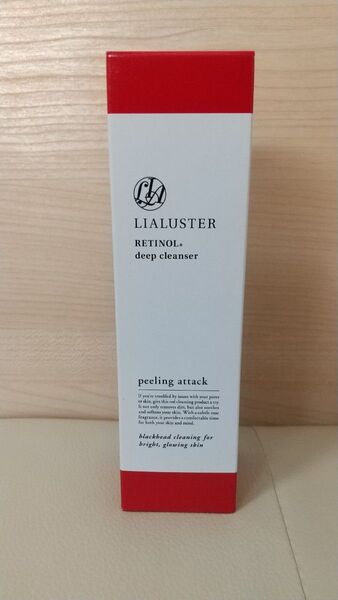 LIA
LIALUSTER
RETINOL*
deep cleanser
peeling attack
If you're troubled by issues with your pores
or skin, give this red cleansing product a try.
It not only removes dirt, but also soothes
and softens your skin. With a subtle rose
fragrance, it provides a comfortable time
for both your skin and mind.
blackhead cleaning for
bright, glowing skin